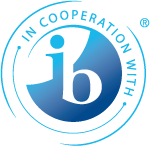 • IN COOPERATION WITH •
ib
®